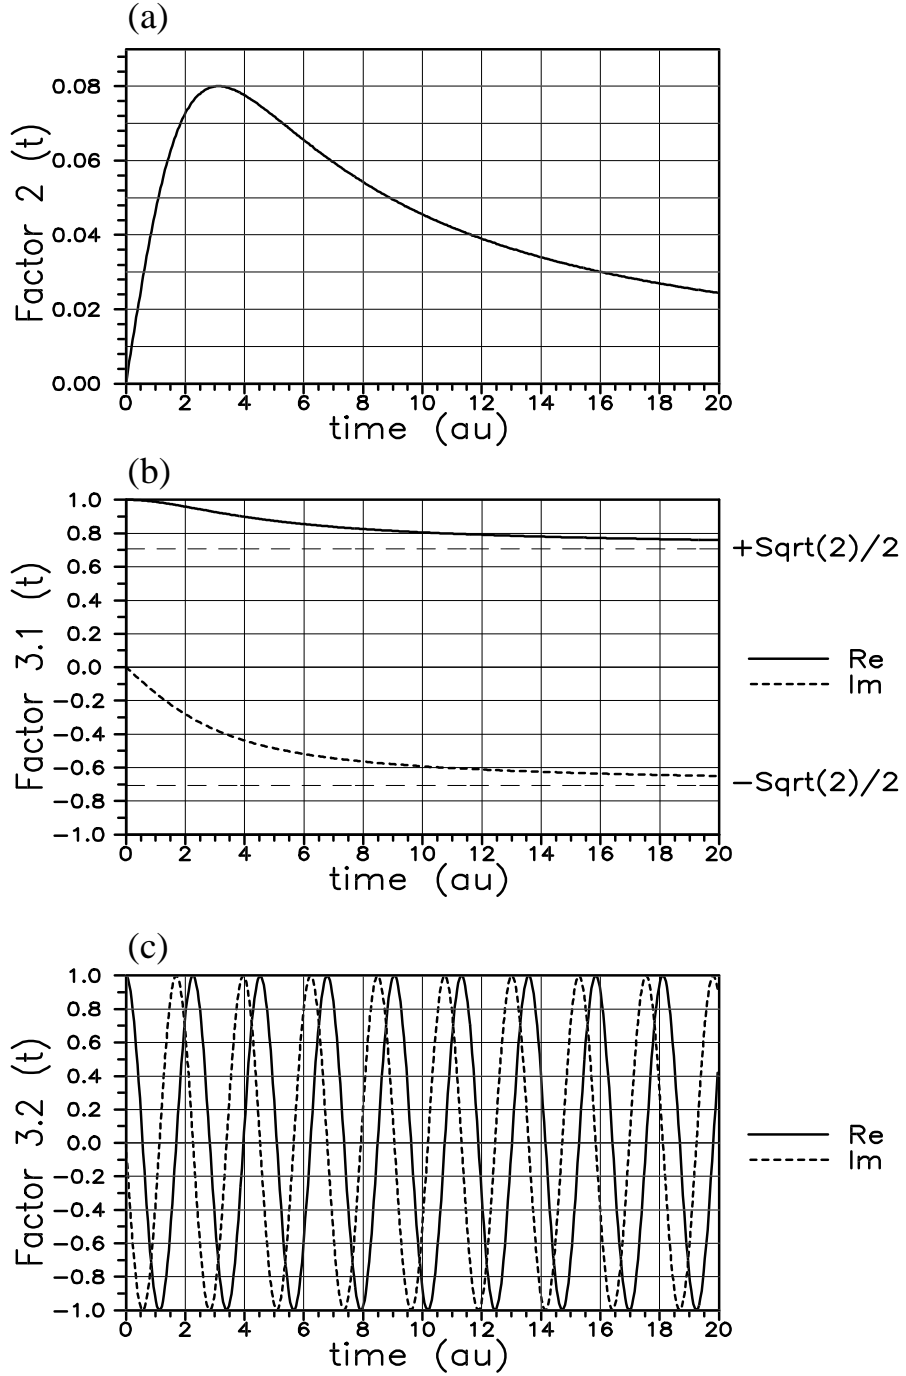 (a)
Factor 2 (t)
0.08
0.06
0.04
0.02
0.00
0 2 4 6 8 10 12 14 16 18 20
time (au)
(b)
Factor 3.1 (t)
1.0
0.8
0.6
0.4
0.2
0.0
−0.2
−0.4
−0.6
−0.8
−1.0
+Sqrt(2)/2
Re
Im
−Sqrt(2)/2
0 2 4 6 8 10 12 14 16 18 20
time (au)
(c)
Factor 3.2 (t)
1.0
0.8
0.6
0.4
0.2
0.0
−0.2
−0.4
−0.6
−0.8
−1.0
Re
Im
0 2 4 6 8 10 12 14 16 18 20
time (au)